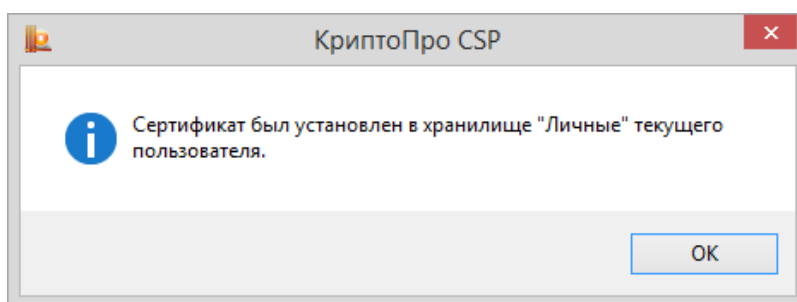 КриптоПро CSP
Сертификат был установлен в хранилище "Личные" текущего
пользователя.
OK